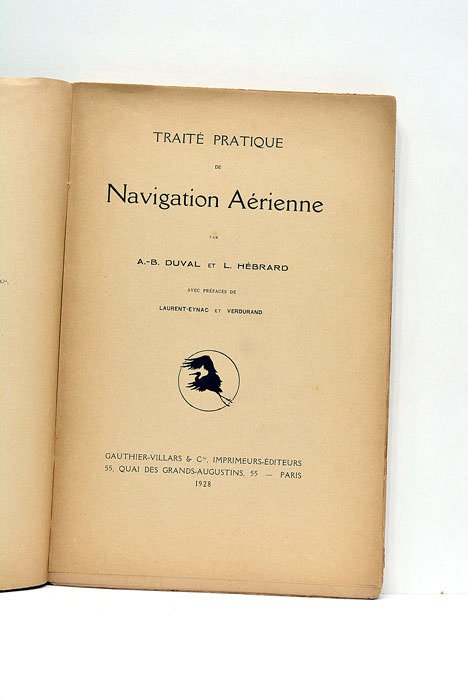 TRAITÉ PRATIQUE
DE
Navigation Aérienne
PAR
A.-B. DUVAL ET L. HÉBRARD
AVEC PRÉFACES DE
LAURENT-EYNAC ET VERDURAND
GAUTHIER-VILLARS & Cie, IMPRIMEURS-ÉDITEURS
55, QUAI DES GRANDS-AUGUSTINS, 55 — PARIS
1928